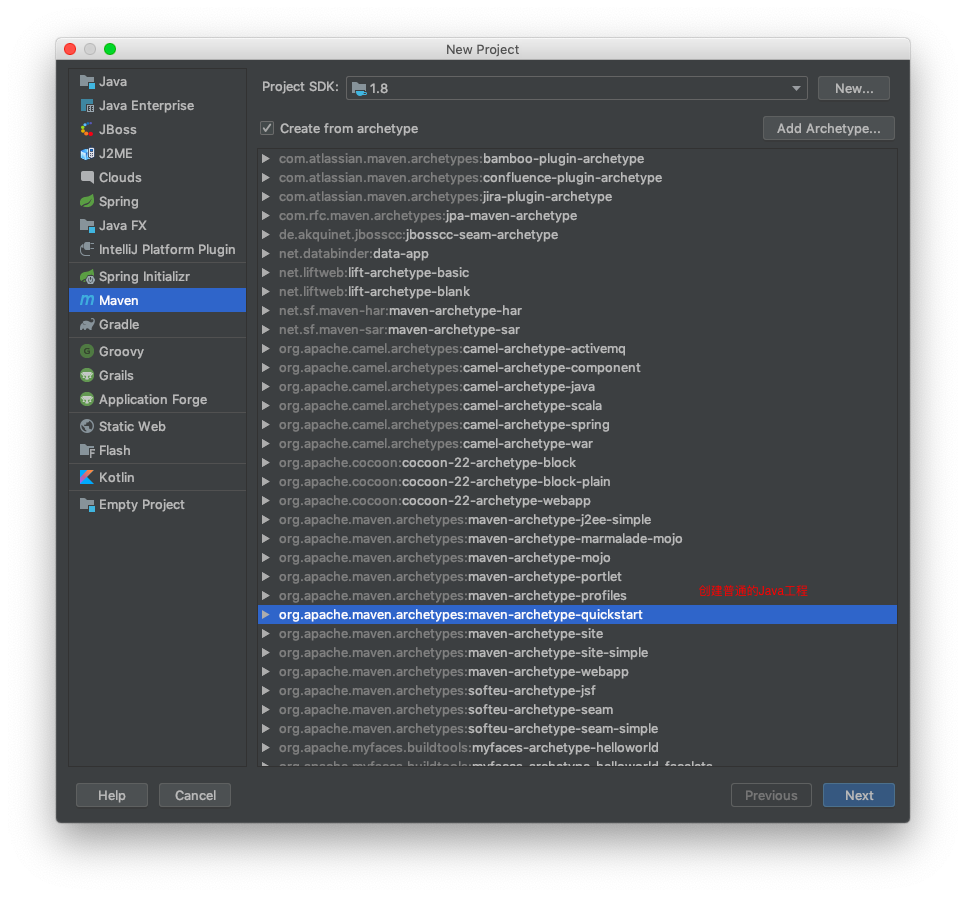 New Project
Java
Java Enterprise
JBoss
J2ME
Clouds
Spring
Java FX
IntelliJ Platform Plugin
Spring Initializr
Maven
Gradle
Groovy
Grails
Application Forge
Static Web
Flash
Kotlin
Empty Project
Project SDK: 1.8 New...
Create from archetype Add Archetype...
com.atlassian.maven.archetypes:bamboo-plugin-archetype
com.atlassian.maven.archetypes:confluence-plugin-archetype
com.atlassian.maven.archetypes:jira-plugin-archetype
com.rfc.maven.archetypes:jpa-maven-archetype
de.akquinet.jbosscc:jbosscc-seam-archetype
net.databinder:data-app
net.liftweb:lift-archetype-basic
net.liftweb:lift-archetype-blank
net.sf.maven-har:maven-archetype-har
net.sf.maven-sar:maven-archetype-sar
org.apache.camel.archetypes:camel-archetype-activemq
org.apache.camel.archetypes:camel-archetype-component
org.apache.camel.archetypes:camel-archetype-java
org.apache.camel.archetypes:camel-archetype-scala
org.apache.camel.archetypes:camel-archetype-spring
org.apache.camel.archetypes:camel-archetype-war
org.apache.cocoon:cocoon-22-archetype-block
org.apache.cocoon:cocoon-22-archetype-block-plain
org.apache.cocoon:cocoon-22-archetype-webapp
org.apache.maven.archetypes:maven-archetype-j2ee-simple
org.apache.maven.archetypes:maven-archetype-marmalade-mojo
org.apache.maven.archetypes:maven-archetype-mojo
org.apache.maven.archetypes:maven-archetype-portlet
org.apache.maven.archetypes:maven-archetype-profiles
创建普通的Java工程
org.apache.maven.archetypes:maven-archetype-quickstart
org.apache.maven.archetypes:maven-archetype-site
org.apache.maven.archetypes:maven-archetype-site-simple
org.apache.maven.archetypes:maven-archetype-webapp
org.apache.maven.archetypes:softeu-archetype-jsf
org.apache.maven.archetypes:softeu-archetype-seam
org.apache.maven.archetypes:softeu-archetype-seam-simple
org.apache.myfaces.buildtools:myfaces-archetype-helloworld
org.apache.myfaces.buildtools:myfaces-archetype-helloworld-facelets
Help Cancel Previous Next